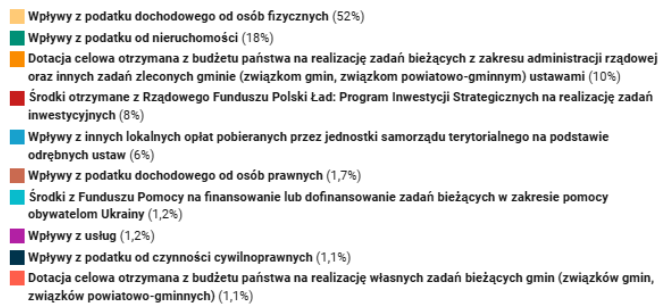 Wpływy z podatku dochodowego od osób fizycznych (52%)
Wpływy z podatku od nieruchomości (18%)
Dotacja celowa otrzymana z budżetu państwa na realizację zadań bieżących z zakresu administracji rządowej
oraz innych zadań zleconych gminie (związkom gmin, związkom powiatowo-gminnym) ustawami (10%)
Środki otrzymane z Rządowego Funduszu Polski Ład: Program Inwestycji Strategicznych na realizację zadań
inwestycyjnych (8%)
Wpływy z innych lokalnych opłat pobieranych przez jednostki samorządu terytorialnego na podstawie
odrębnych ustaw (6%)
Wpływy z podatku dochodowego od osób prawnych (1,7%)
Środki z Funduszu Pomocy na finansowanie lub dofinansowanie zadań bieżących w zakresie pomocy
obywatelom Ukrainy (1,2%)
Wpływy z usług (1,2%)
Wpływy z podatku od czynności cywilnoprawnych (1,1%)
Dotacja celowa otrzymana z budżetu państwa na realizację własnych zadań bieżących gmin (związków gmin,
związków powiatowo-gminnych) (1,1%)